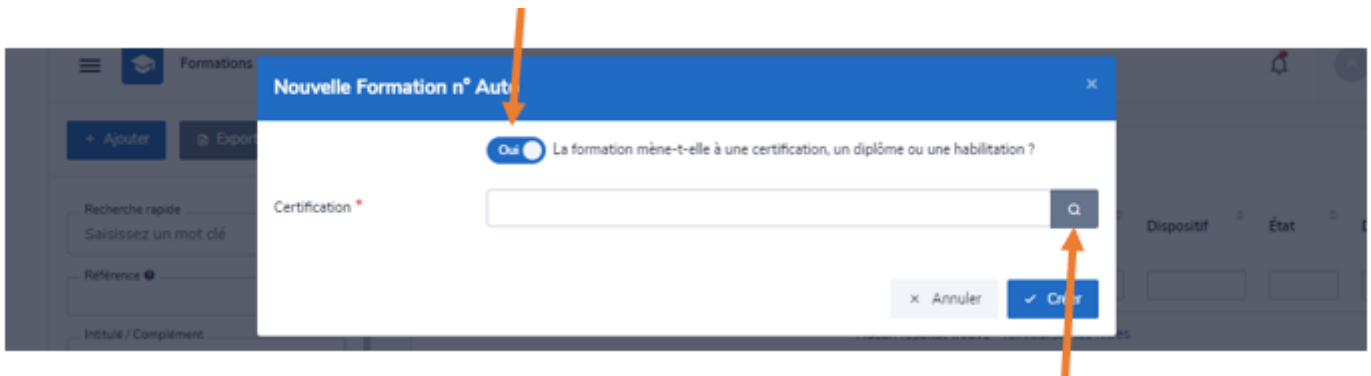 Formations
Nouvelle Formation n° Auto
×
+ Ajouter
Export
Oui
La formation mène-t-elle à une certification, un diplôme ou une habilitation ?
Recherche rapide
Saisissez un mot clé
Certification *
Dispositif
État
Référence
× Annuler
Créer
Intitulé / Complément